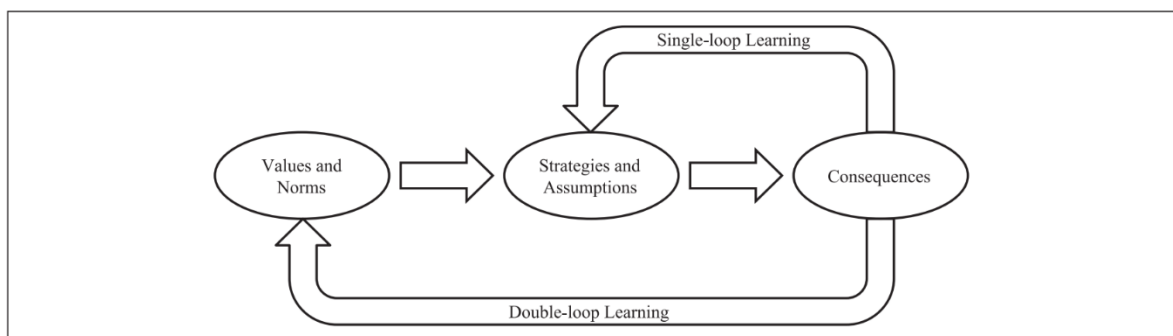 Single-loop Learning
Values and
Norms
Strategies and
Assumptions
Consequences
Double-loop Learning